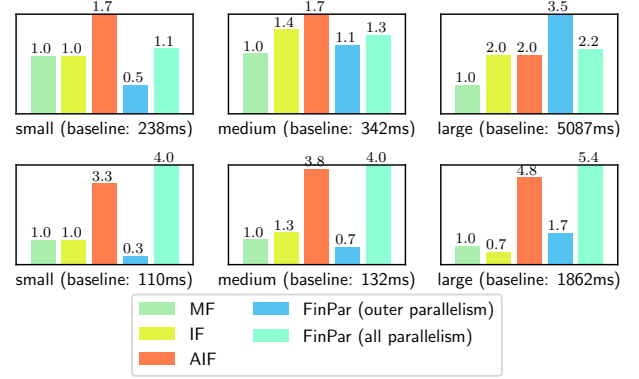 1.0 1.0 1.7 0.5 1.1
small (baseline: 238ms)
1.0 1.4 1.7 1.1 1.3
medium (baseline: 342ms)
1.0 2.0 2.0 3.5 2.2
large (baseline: 5087ms)
1.0 1.0 3.3 0.3 4.0
small (baseline: 110ms)
1.0 1.3 3.8 0.7 4.0
medium (baseline: 132ms)
1.0 0.7 4.8 1.7 5.4
large (baseline: 1862ms)
MF
IF
AIF
FinPar (outer parallelism)
FinPar (all parallelism)